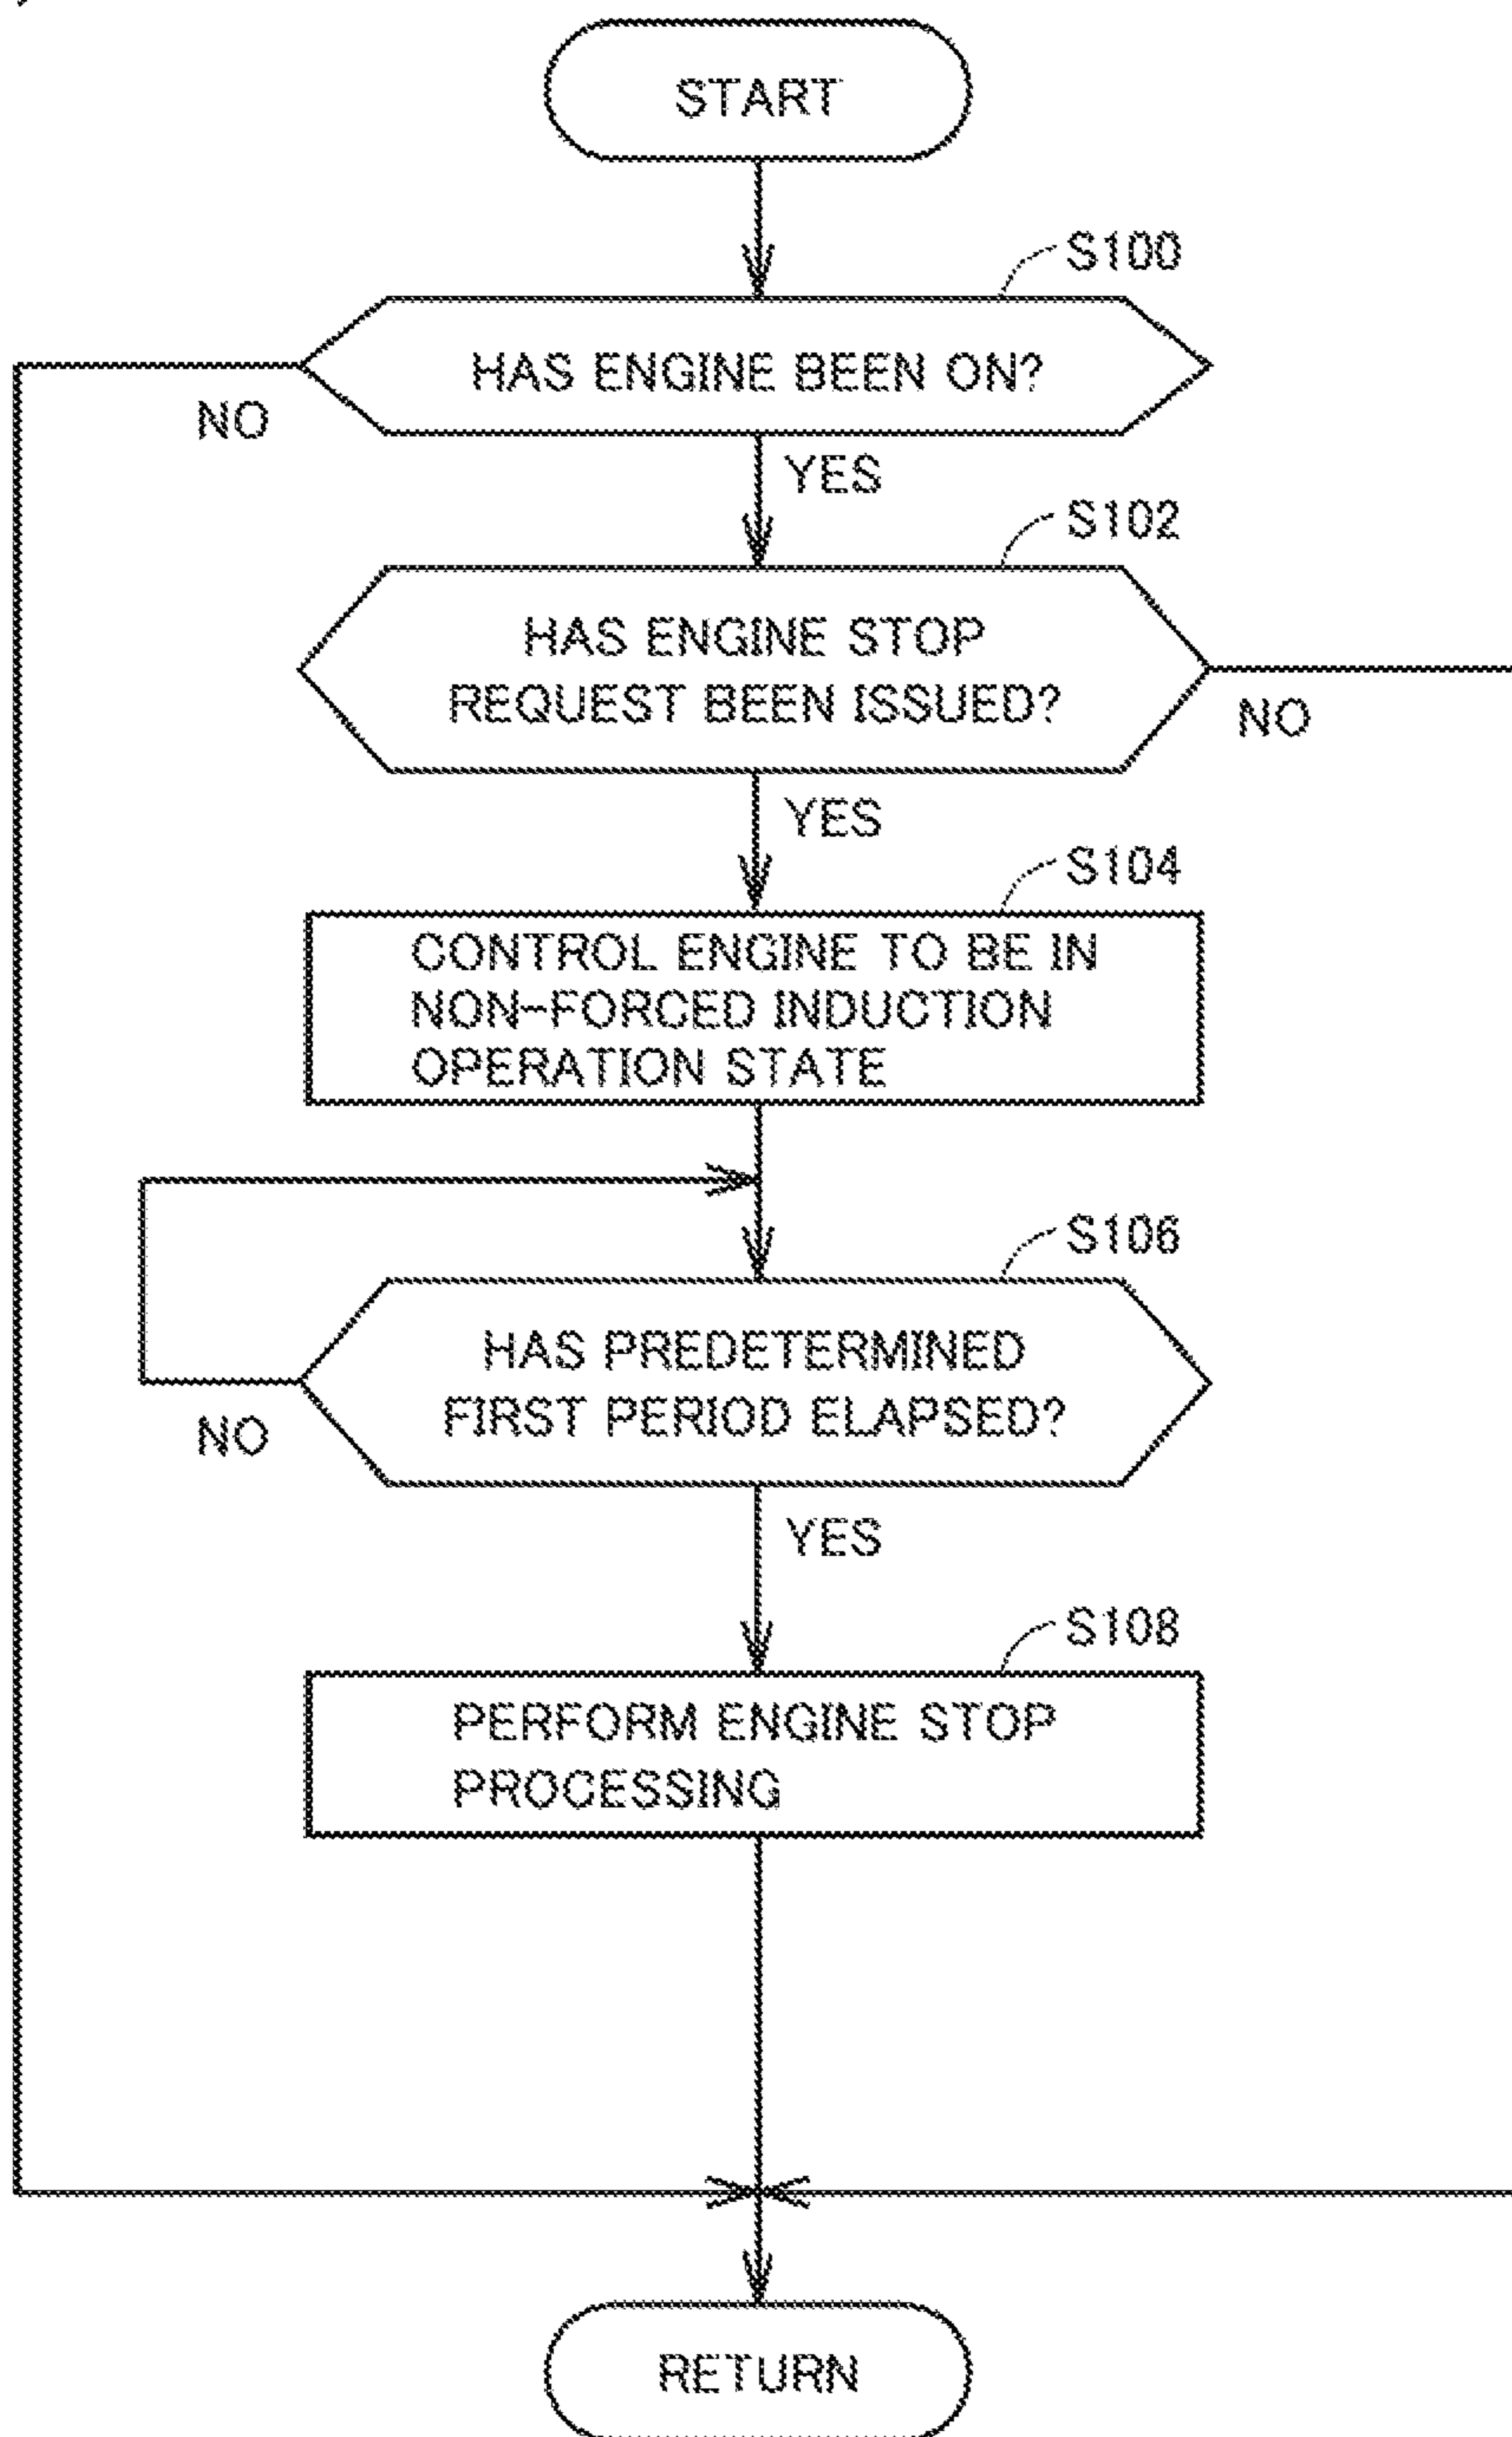 START
S100
HAS ENGINE BEEN ON?
NO
YES
S102
HAS ENGINE STOP
REQUEST BEEN ISSUED?
NO
YES
S104
CONTROL ENGINE TO BE IN
NON-FORCED INDUCTION
OPERATION STATE
S106
HAS PREDETERMINED
FIRST PERIOD ELAPSED?
NO
YES
S108
PERFORM ENGINE STOP
PROCESSING
RETURN